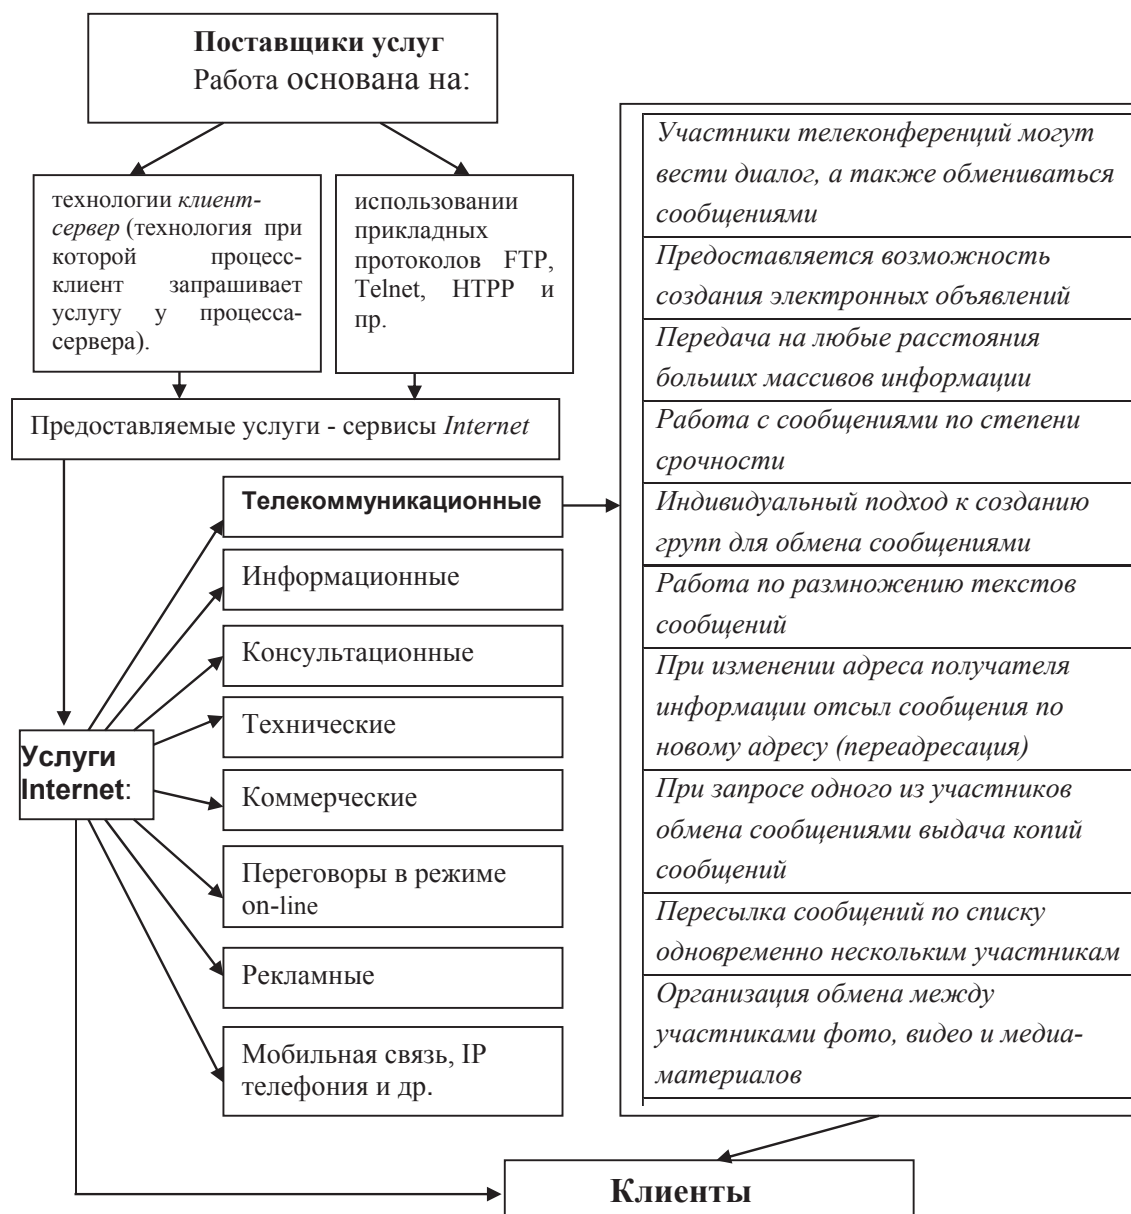 Поставщики услуг
Работа основана на:
технологии клиент-
сервер (технология при
которой процесс-
клиент запрашивает
услугу у процесса-
сервера).
использовании
прикладных
протоколов FTP,
Telnet, HTPP и
пр.
Предоставляемые услуги - сервисы Internet
Услуги
Internet:
Телекоммуникационные
Информационные
Консультационные
Технические
Коммерческие
Переговоры в режиме
on-line
Рекламные
Мобильная связь, IP
телефония и др.
Участники телеконференций могут
вести диалог, а также обмениваться
сообщениями
Предоставляется возможность
создания электронных объявлений
Передача на любые расстояния
больших массивов информации
Работа с сообщениями по степени
срочности
Индивидуальный подход к созданию
групп для обмена сообщениями
Работа по размножению текстов
сообщений
При изменении адреса получателя
информации отсыл сообщения по
новому адресу (переадресация)
При запросе одного из участников
обмена сообщениями выдача копий
сообщений
Пересылка сообщений по списку
одновременно нескольким участникам
Организация обмена между
участниками фото, видео и медиа-
материалов
Клиенты